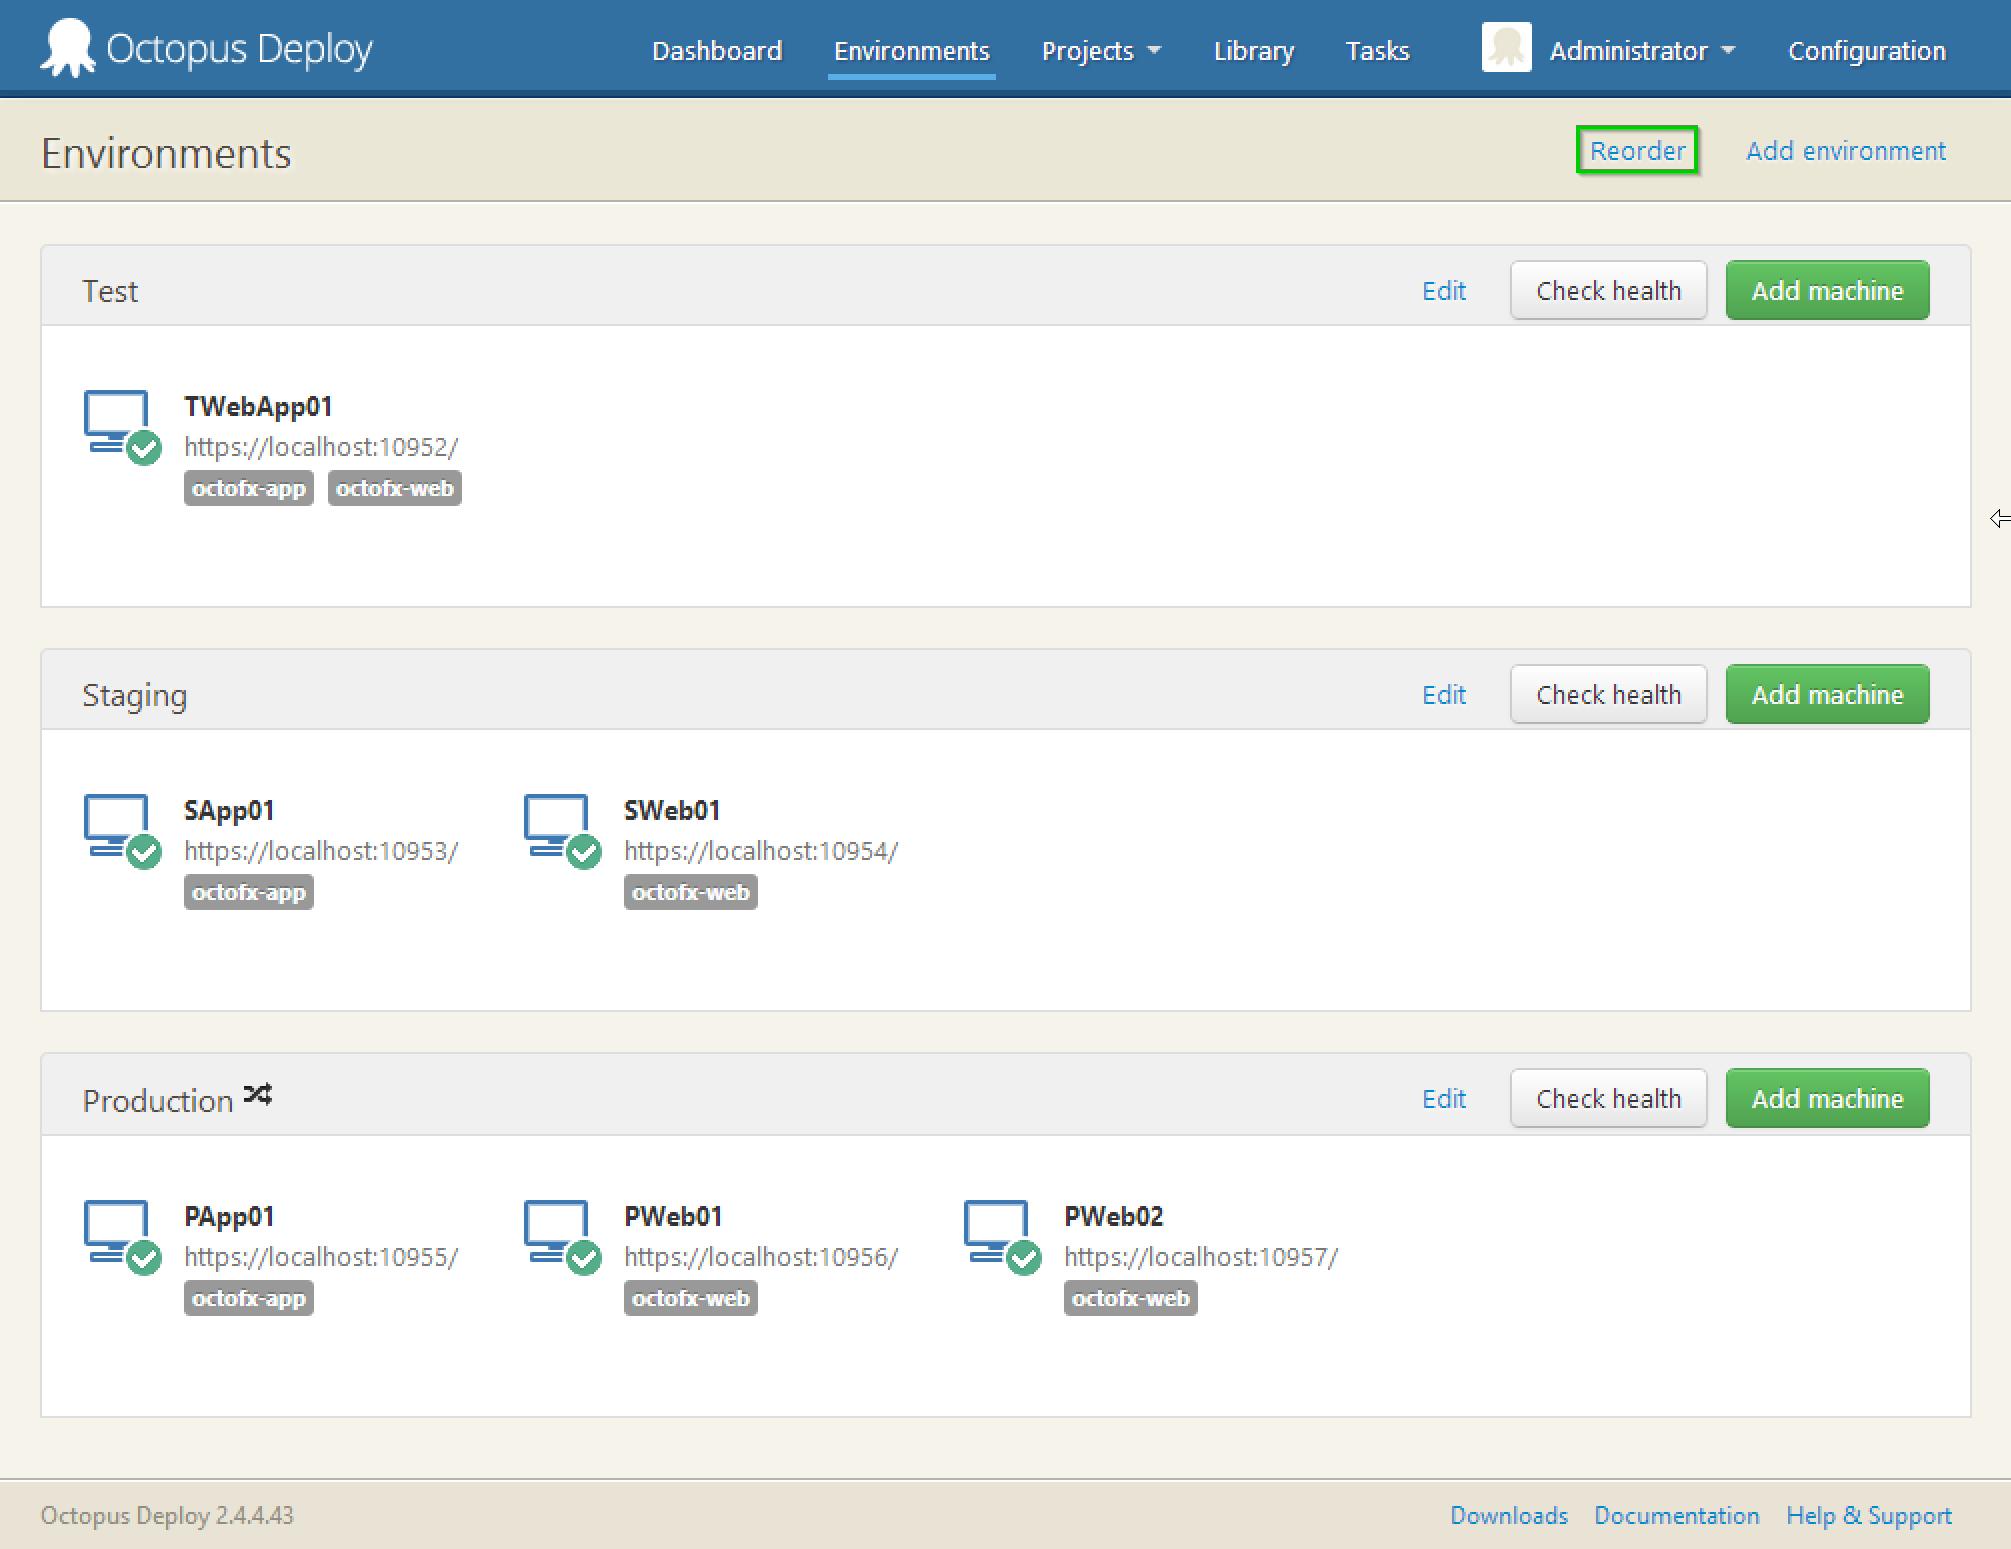 Octopus Deploy Dashboard Environments Projects Library Tasks Administrator Configuration
Environments Reorder Add environment
Test Edit Check health Add machine
TWebApp01
https://localhost:10952/
octofx-app octofx-web
Staging Edit Check health Add machine
SApp01 SWeb01
https://localhost:10953/ https://localhost:10954/
octofx-app octofx-web
Production Edit Check health Add machine
PApp01 PWeb01 PWeb02
https://localhost:10955/ https://localhost:10956/ https://localhost:10957/
octofx-app octofx-web octofx-web
Octopus Deploy 2.4.4.43 Downloads Documentation Help & Support